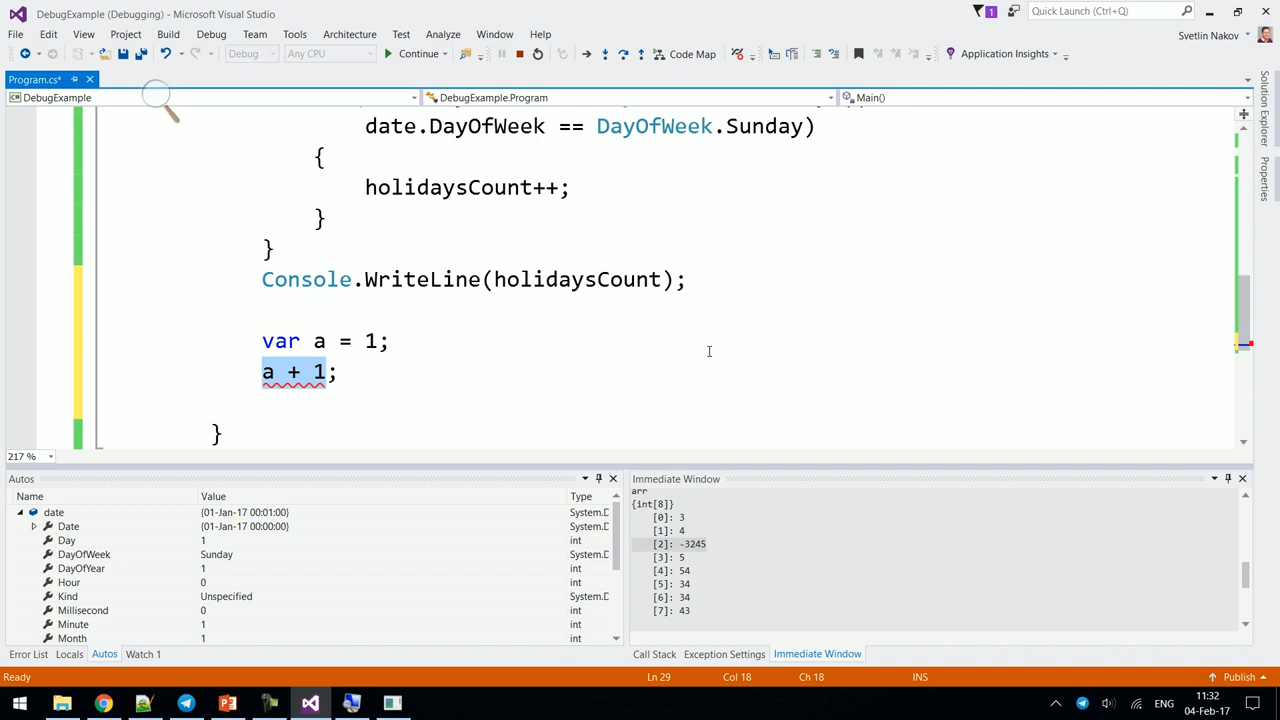 DebugExample (Debugging) - Microsoft Visual Studio
1
Quick Launch (Ctrl+Q)
File Edit View Project Build Debug Team Tools Architecture Test Analyze Window Help
Svetlin Nakov
Debug Any CPU Continue Code Map Application Insights
Program.cs*
DebugExample DebugExample.Program Main()
date.DayOfWeek == DayOfWeek.Sunday)
{
holidaysCount++;
}
}
Console.WriteLine(holidaysCount);
var a = 1;
a + 1;
}
Solution Explorer
Properties
217 %
Autos
Name Value Type
date {01-Jan-17 00:01:00} System.D
Date {01-Jan-17 00:00:00} System.D
Day 1 int
DayOfWeek Sunday System.D
DayOfYear 1 int
Hour 0 int
Kind Unspecified System.D
Millisecond 0 int
Minute 1 int
Month 1 int
Error List Locals Autos Watch 1
Immediate Window
arr
{int[8]}
[0]: 3
[1]: 4
[2]: -3245
[3]: 5
[4]: 54
[5]: 34
[6]: 34
[7]: 43
Call Stack Exception Settings Immediate Window
Ready Ln 29 Col 18 Ch 18 INS Publish
ENG
11:32
04-Feb-17